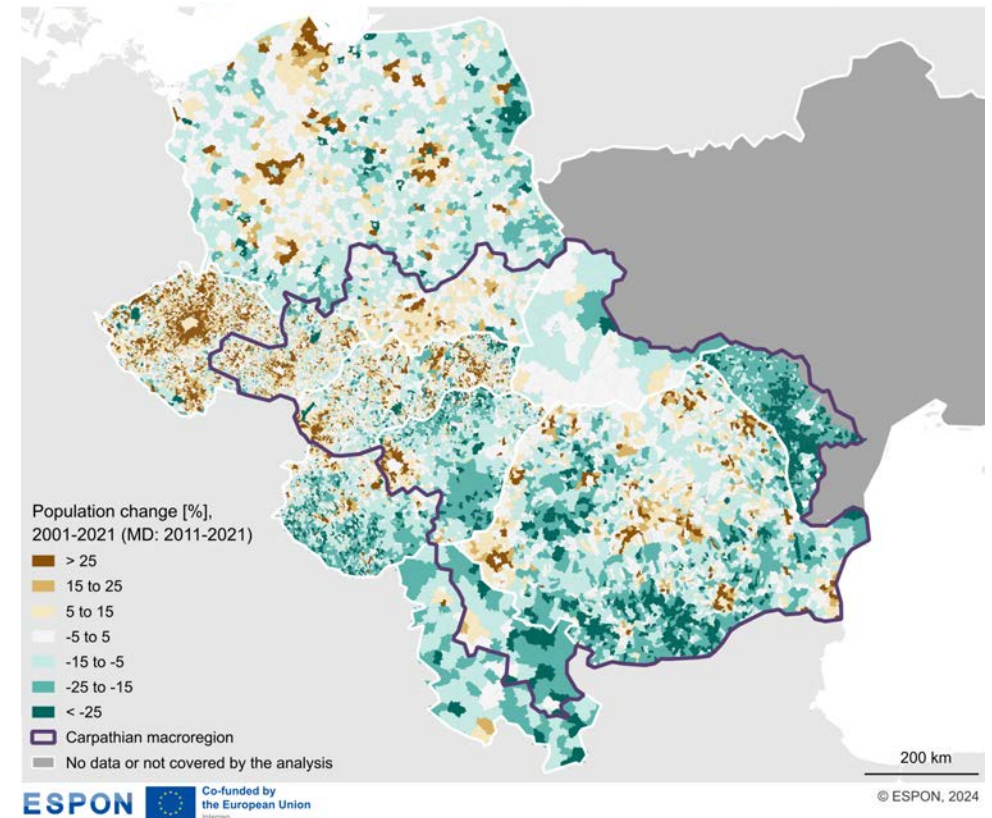 Population change [%],
2001-2021 (MD: 2011-2021)
> 25
15 to 25
5 to 15
-5 to 5
-15 to -5
-25 to -15
< -25
Carpathian macroregion
No data or not covered by the analysis
200 km
ESPON
Co-funded by
the European Union
Interreg
© ESPON, 2024